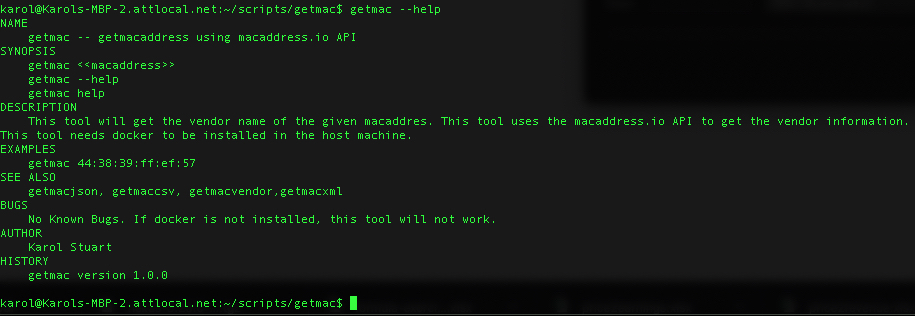 karol@Karols-MBP-2.attlocal.net:~/scripts/getmac$ getmac --help
NAME
    getmac -- getmacaddress using macaddress.io API
SYNOPSIS
    getmac <<macaddress>>
    getmac --help
    getmac help
DESCRIPTION
    This tool will get the vendor name of the given macaddres. This tool uses the macaddress.io API to get the vendor information.
This tool needs docker to be installed in the host machine.
EXAMPLES
    getmac 44:38:39:ff:ef:57
SEE ALSO
    getmacjson, getmaccsv, getmacvendor,getmacxml
BUGS
    No Known Bugs. If docker is not installed, this tool will not work.
AUTHOR
    Karol Stuart
HISTORY
    getmac version 1.0.0
karol@Karols-MBP-2.attlocal.net:~/scripts/getmac$